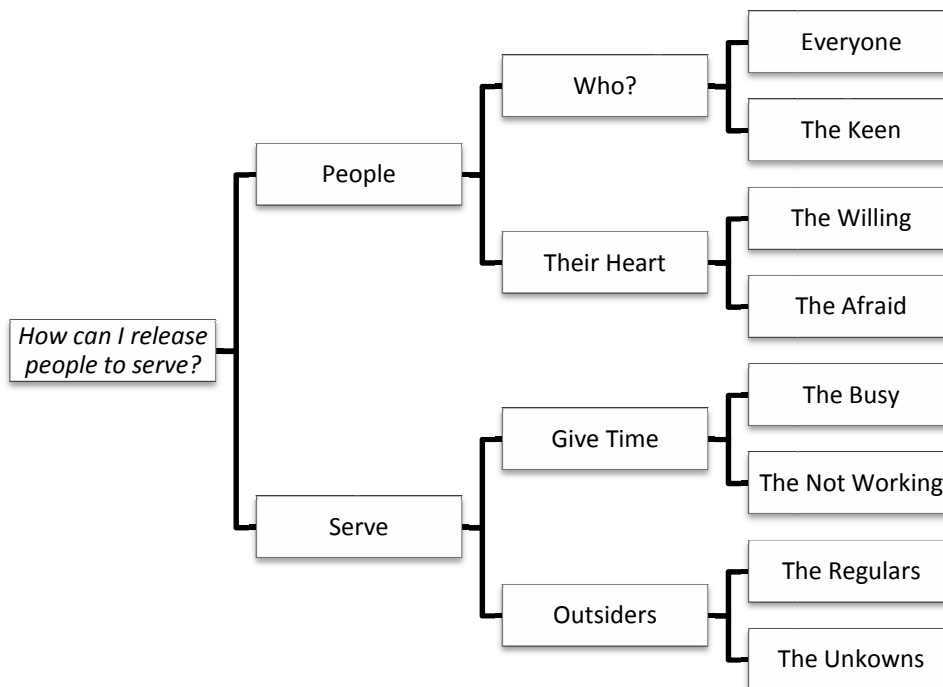 Everyone
Who?
The Keen
People
The Willing
Their Heart
The Afraid
How can I release
people to serve?
The Busy
Give Time
The Not Working
Serve
The Regulars
Outsiders
The Unkowns